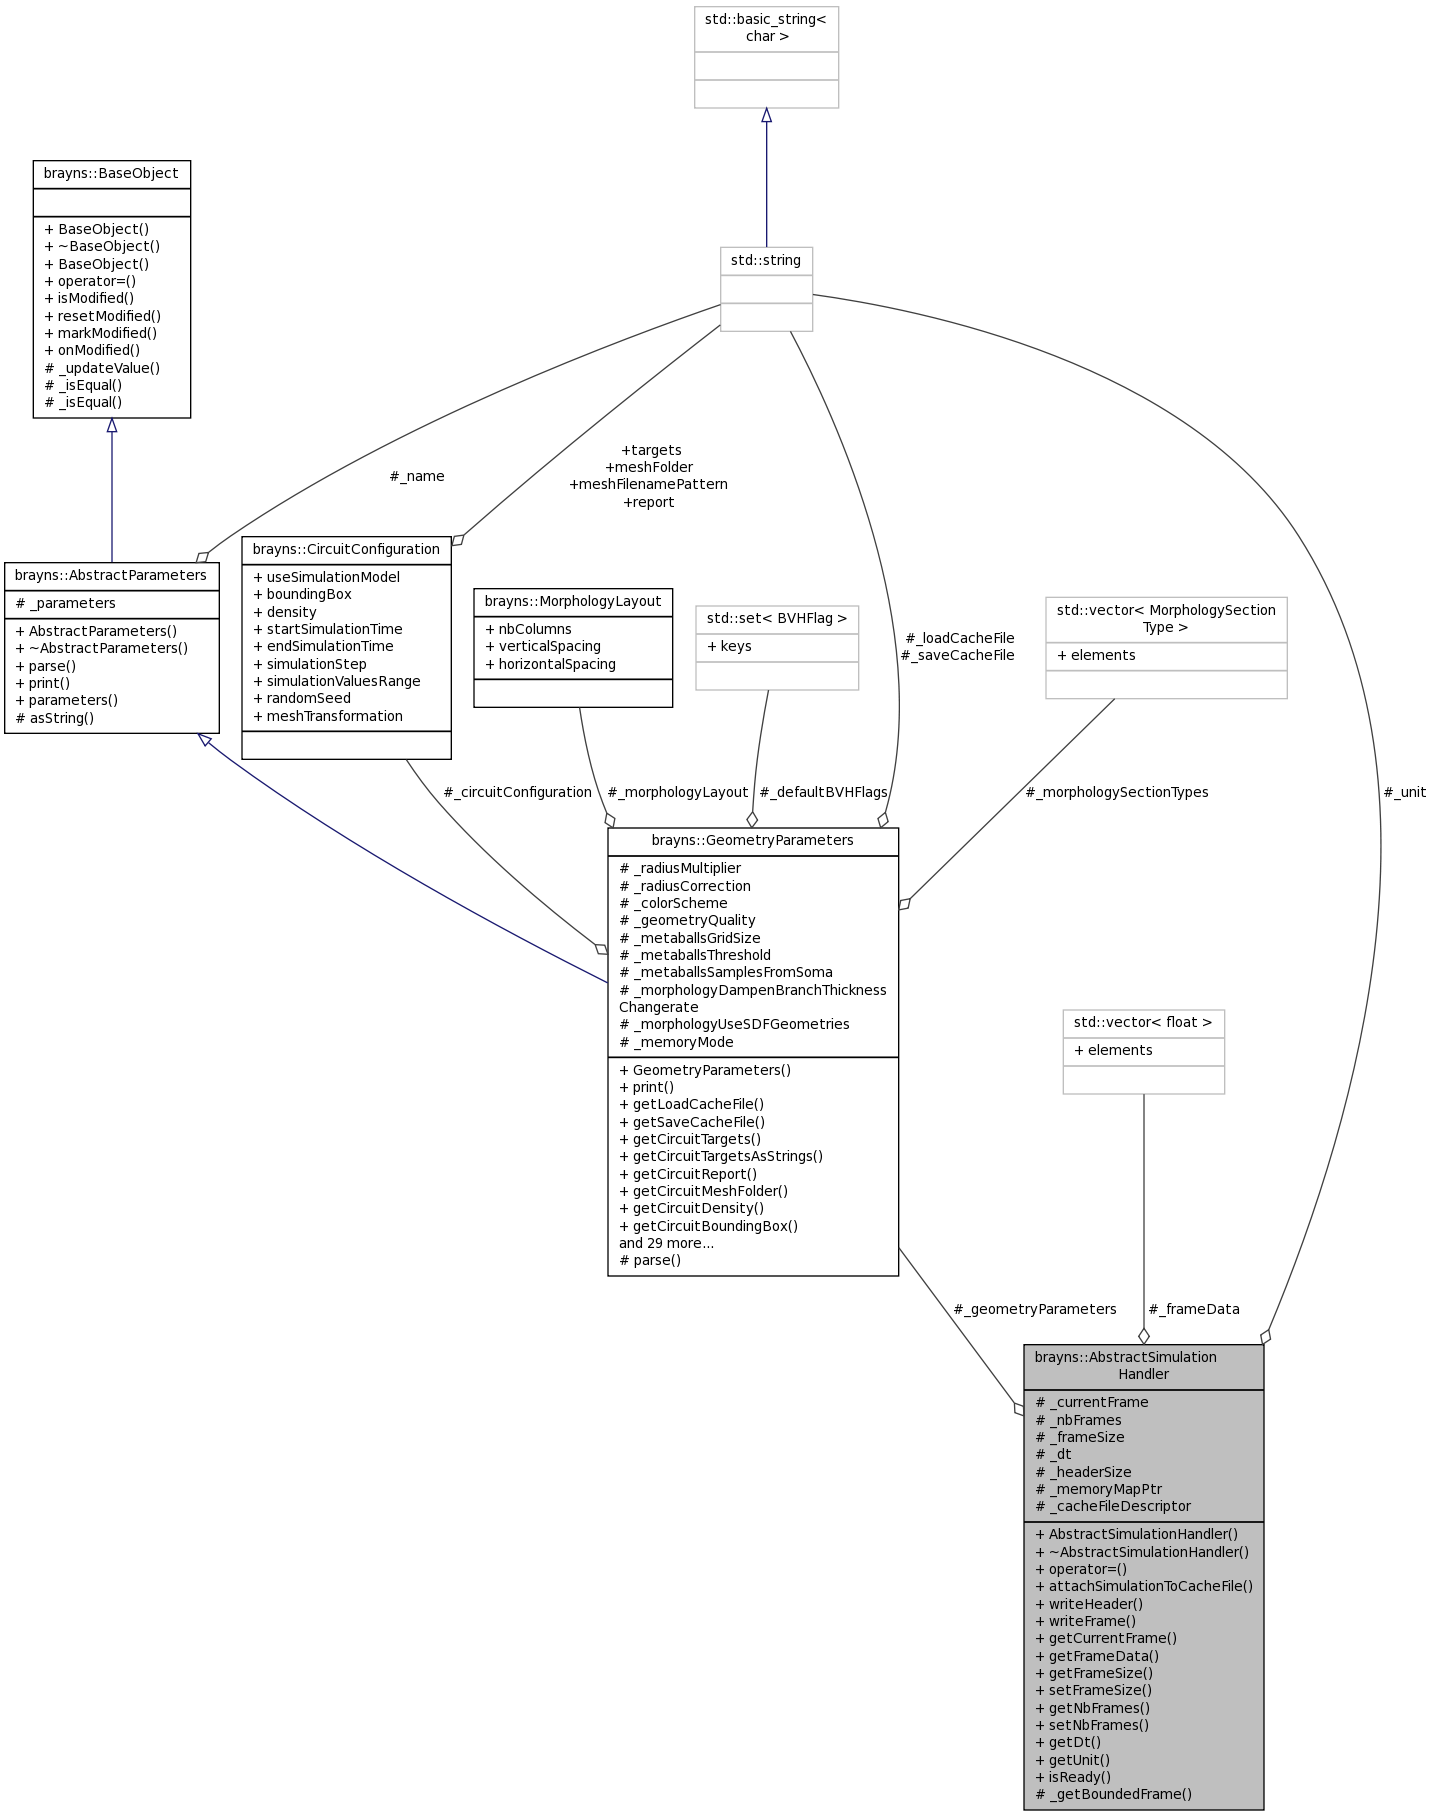 std::basic_string<
char >
brayns::BaseObject
+ BaseObject()
+ ~BaseObject()
+ BaseObject()
+ operator=()
+ isModified()
+ resetModified()
+ markModified()
+ onModified()
# _updateValue()
# _isEqual()
# _isEqual()
std::string
#_name
+targets
+meshFolder
+meshFilenamePattern
+report
brayns::AbstractParameters
# _parameters
+ AbstractParameters()
+ ~AbstractParameters()
+ parse()
+ print()
+ parameters()
# asString()
brayns::CircuitConfiguration
+ useSimulationModel
+ boundingBox
+ density
+ startSimulationTime
+ endSimulationTime
+ simulationStep
+ simulationValuesRange
+ randomSeed
+ meshTransformation
brayns::MorphologyLayout
+ nbColumns
+ verticalSpacing
+ horizontalSpacing
std::set< BVHFlag >
+ keys
#_loadCacheFile
#_saveCacheFile
std::vector< MorphologySection
Type >
+ elements
#_circuitConfiguration
#_morphologyLayout
#_defaultBVHFlags
#_morphologySectionTypes
#_unit
brayns::GeometryParameters
# _radiusMultiplier
# _radiusCorrection
# _colorScheme
# _geometryQuality
# _metaballsGridSize
# _metaballsThreshold
# _metaballsSamplesFromSoma
# _morphologyDampenBranchThickness
Changerate
# _morphologyUseSDFGeometries
# _memoryMode
+ GeometryParameters()
+ print()
+ getLoadCacheFile()
+ getSaveCacheFile()
+ getCircuitTargets()
+ getCircuitTargetsAsStrings()
+ getCircuitReport()
+ getCircuitMeshFolder()
+ getCircuitDensity()
+ getCircuitBoundingBox()
and 29 more...
# parse()
std::vector< float >
+ elements
#_geometryParameters
#_frameData
brayns::AbstractSimulation
Handler
# _currentFrame
# _nbFrames
# _frameSize
# _dt
# _headerSize
# _memoryMapPtr
# _cacheFileDescriptor
+ AbstractSimulationHandler()
+ ~AbstractSimulationHandler()
+ operator=()
+ attachSimulationToCacheFile()
+ writeHeader()
+ writeFrame()
+ getCurrentFrame()
+ getFrameData()
+ getFrameSize()
+ setFrameSize()
+ getNbFrames()
+ setNbFrames()
+ getDt()
+ getUnit()
+ isReady()
# _getBoundedFrame()